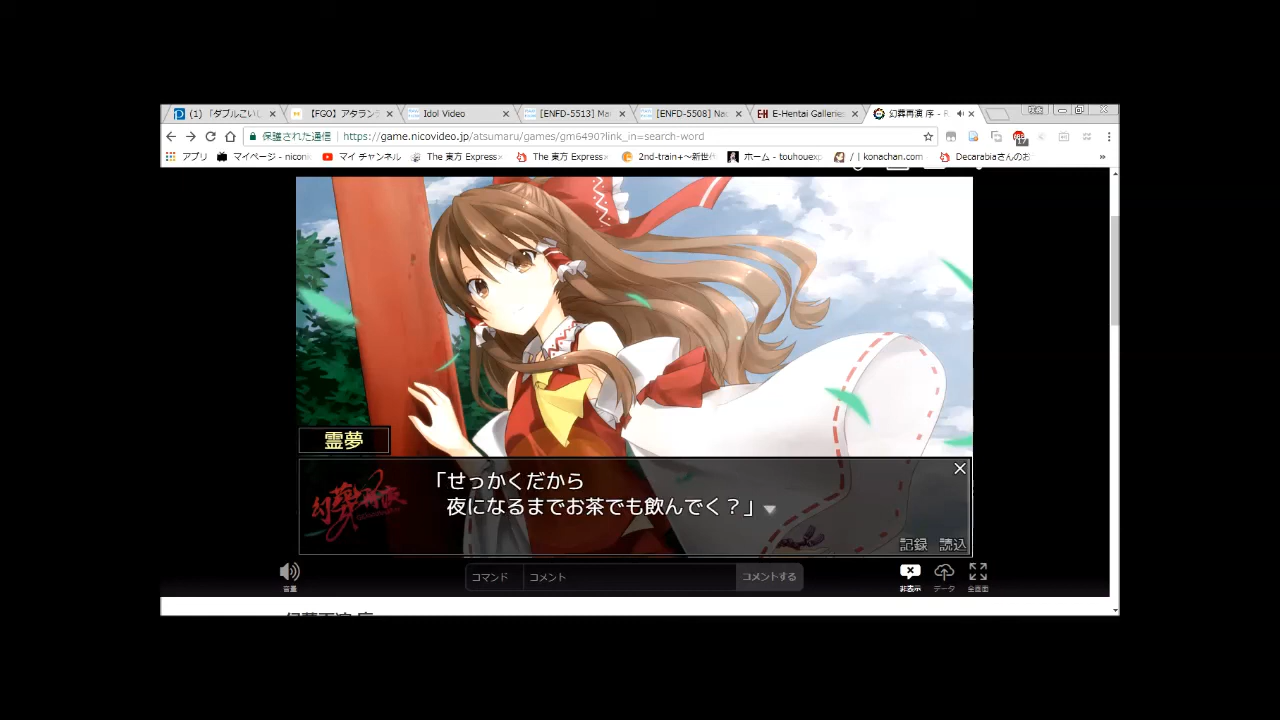 (1) 『ダブルこいし
【FGO】アタラン
Idol Video
[ENFD-5513] Ma
[ENFD-5508] Na
E-Hentai Gallerie
幻葬再演 序 - R
保護された通信
https://game.nicovideo.jp/atsumaru/games/gm6490?link_in=search-word
アプリ
マイページ - nicon
マイ チャンネル
The 東方 Express
The 東方 Express
2nd-train+～新世
ホーム - touhouexp
/ | konachan.com
Decarabiaさんのお
»
17
霊夢
「せっかくだから
夜になるまでお茶でも飲んでく？」
幻葬再演
記録 読込
音量
コマンド
コメント
コメントする
非表示
データ
全画面